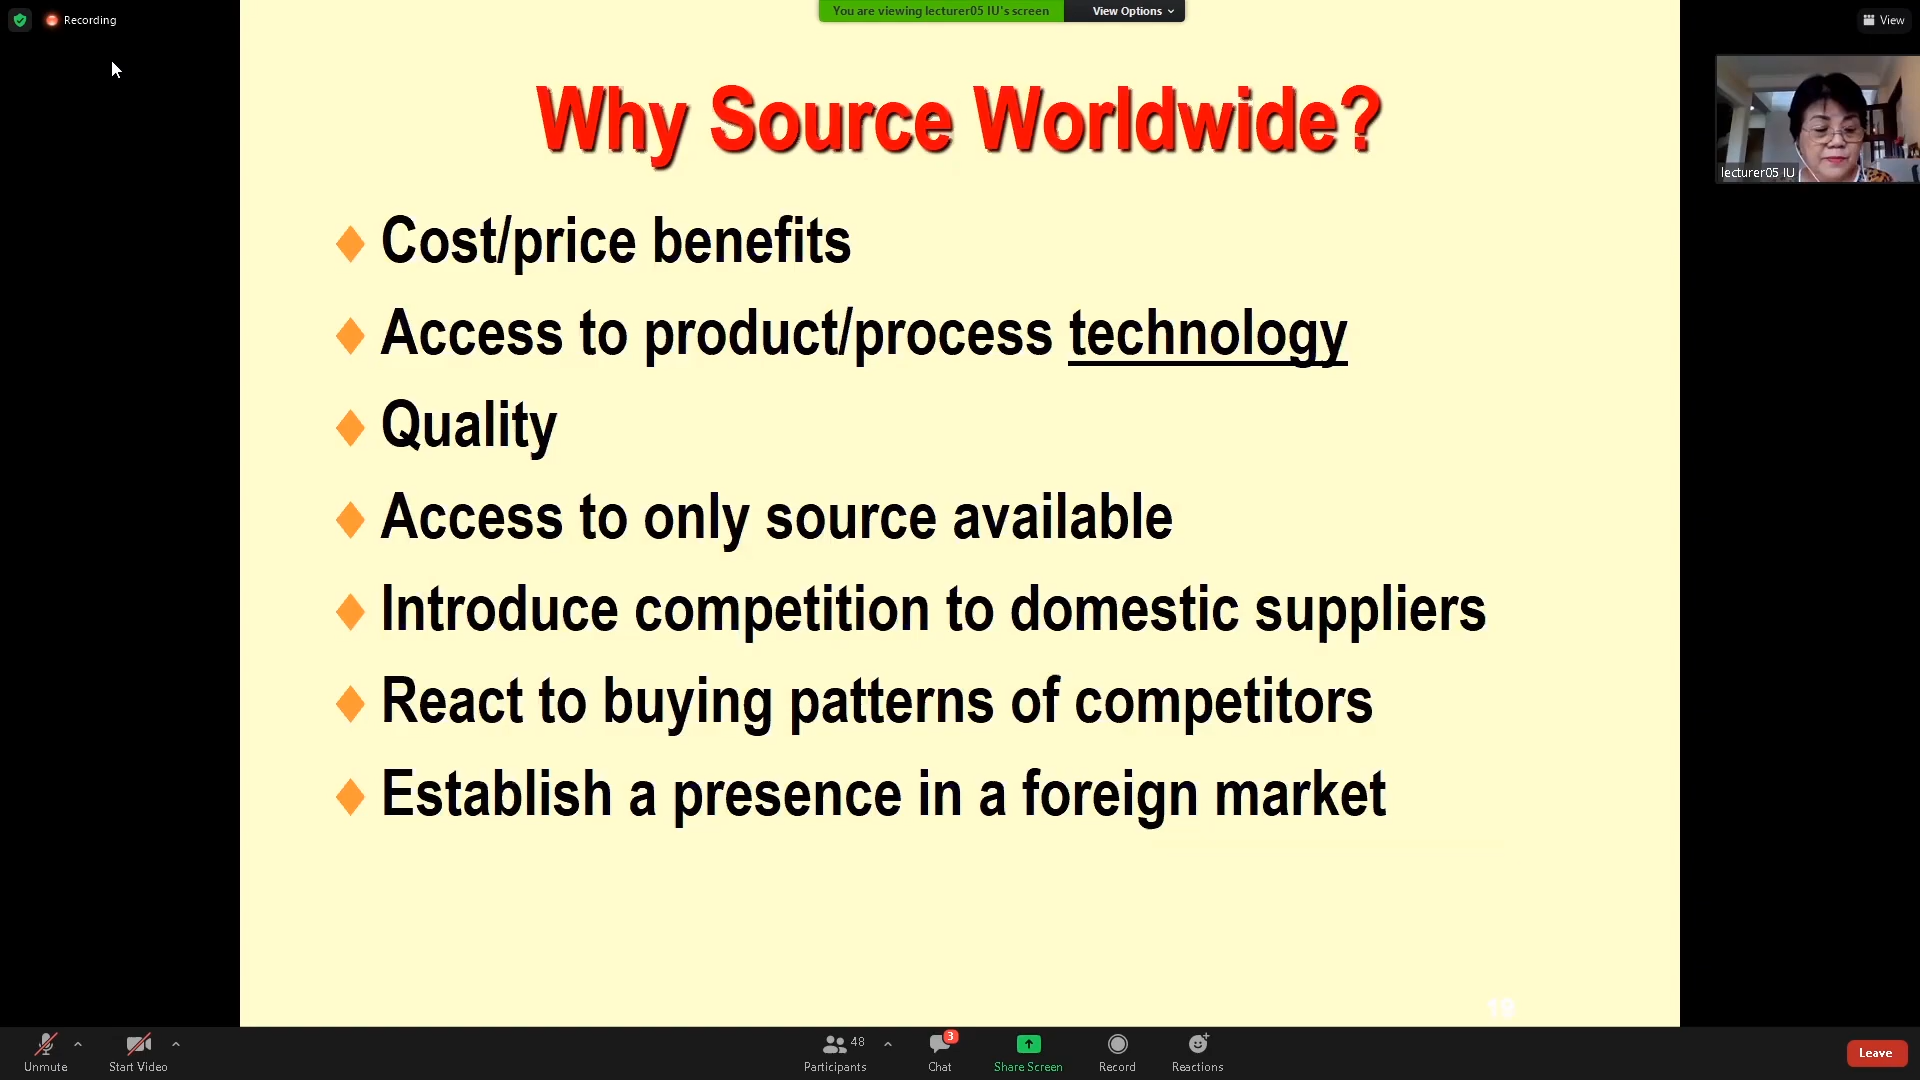 Recording
You are viewing lecturer05 IU's screen
View Options
View
Why Source Worldwide?
Cost/price benefits
Access to product/process technology
Quality
Access to only source available
Introduce competition to domestic suppliers
React to buying patterns of competitors
Establish a presence in a foreign market
lecturer05 IU
19
Unmute
Start Video
48
Participants
3
Chat
Share Screen
Record
Reactions
Leave